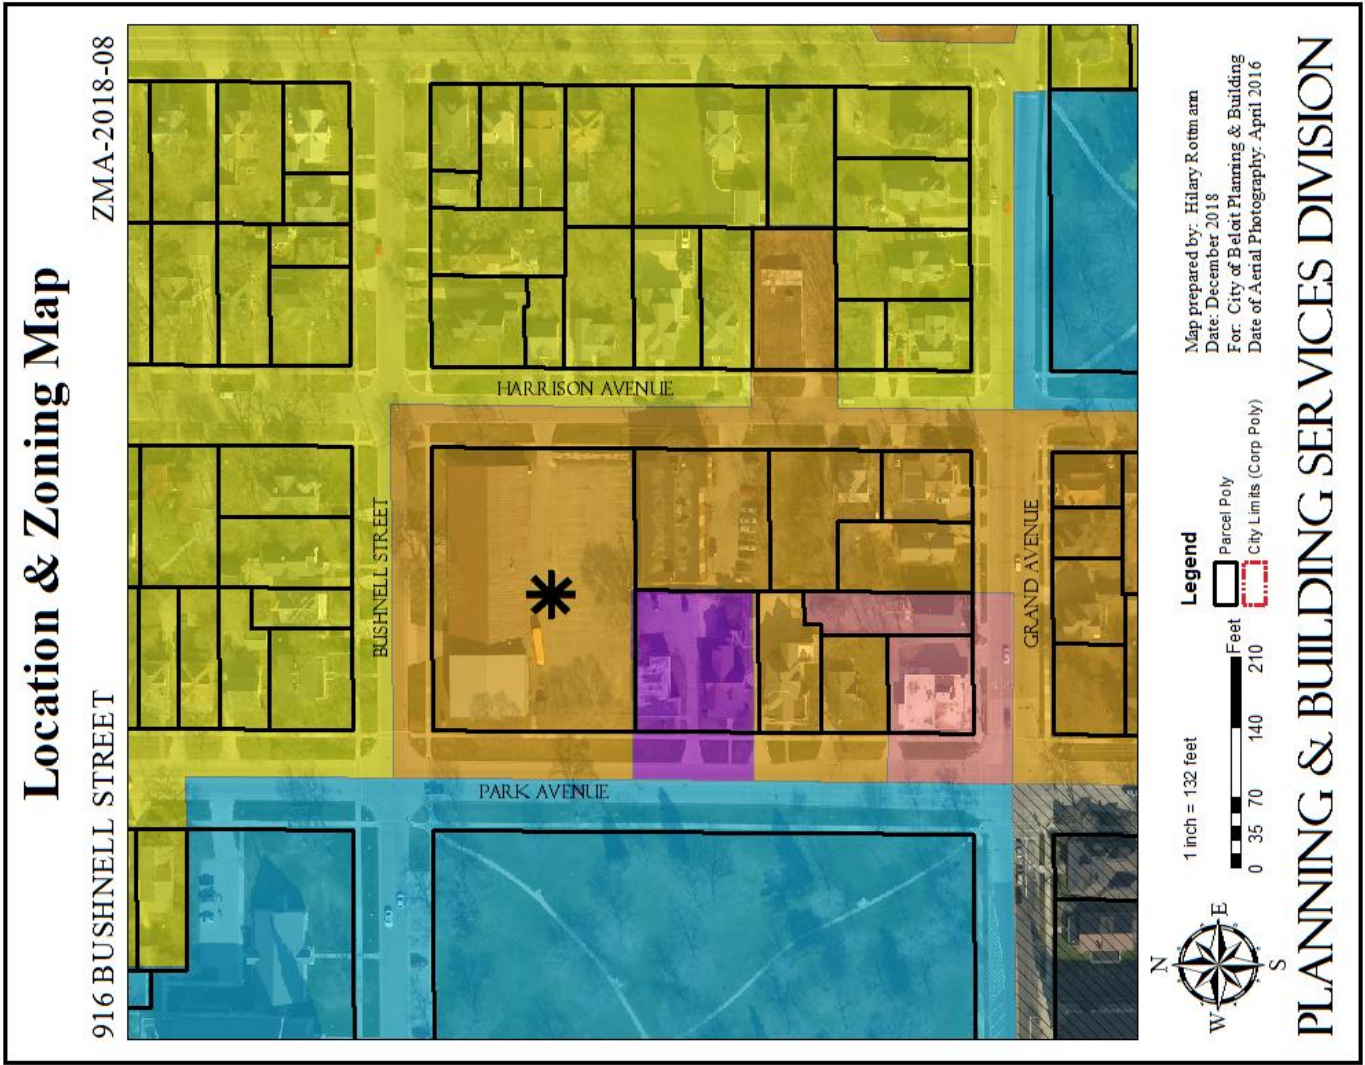 Location & Zoning Map
916 BUSHNELL STREET
ZMA-2018-08
BUSHNELL STREET
HARRISON AVENUE
PARK AVENUE
GRAND AVENUE
N
W
E
S
1 inch = 132 feet
0 35 70 140 210
Feet
Legend
Parcel Poly
City Limits (Corp Poly)
Map prepared by: Hilary Rottmann
Date: December 2018
For: City of Beloit Planning & Building
Date of Aerial Photography: April 2016
PLANNING & BUILDING SERVICES DIVISION